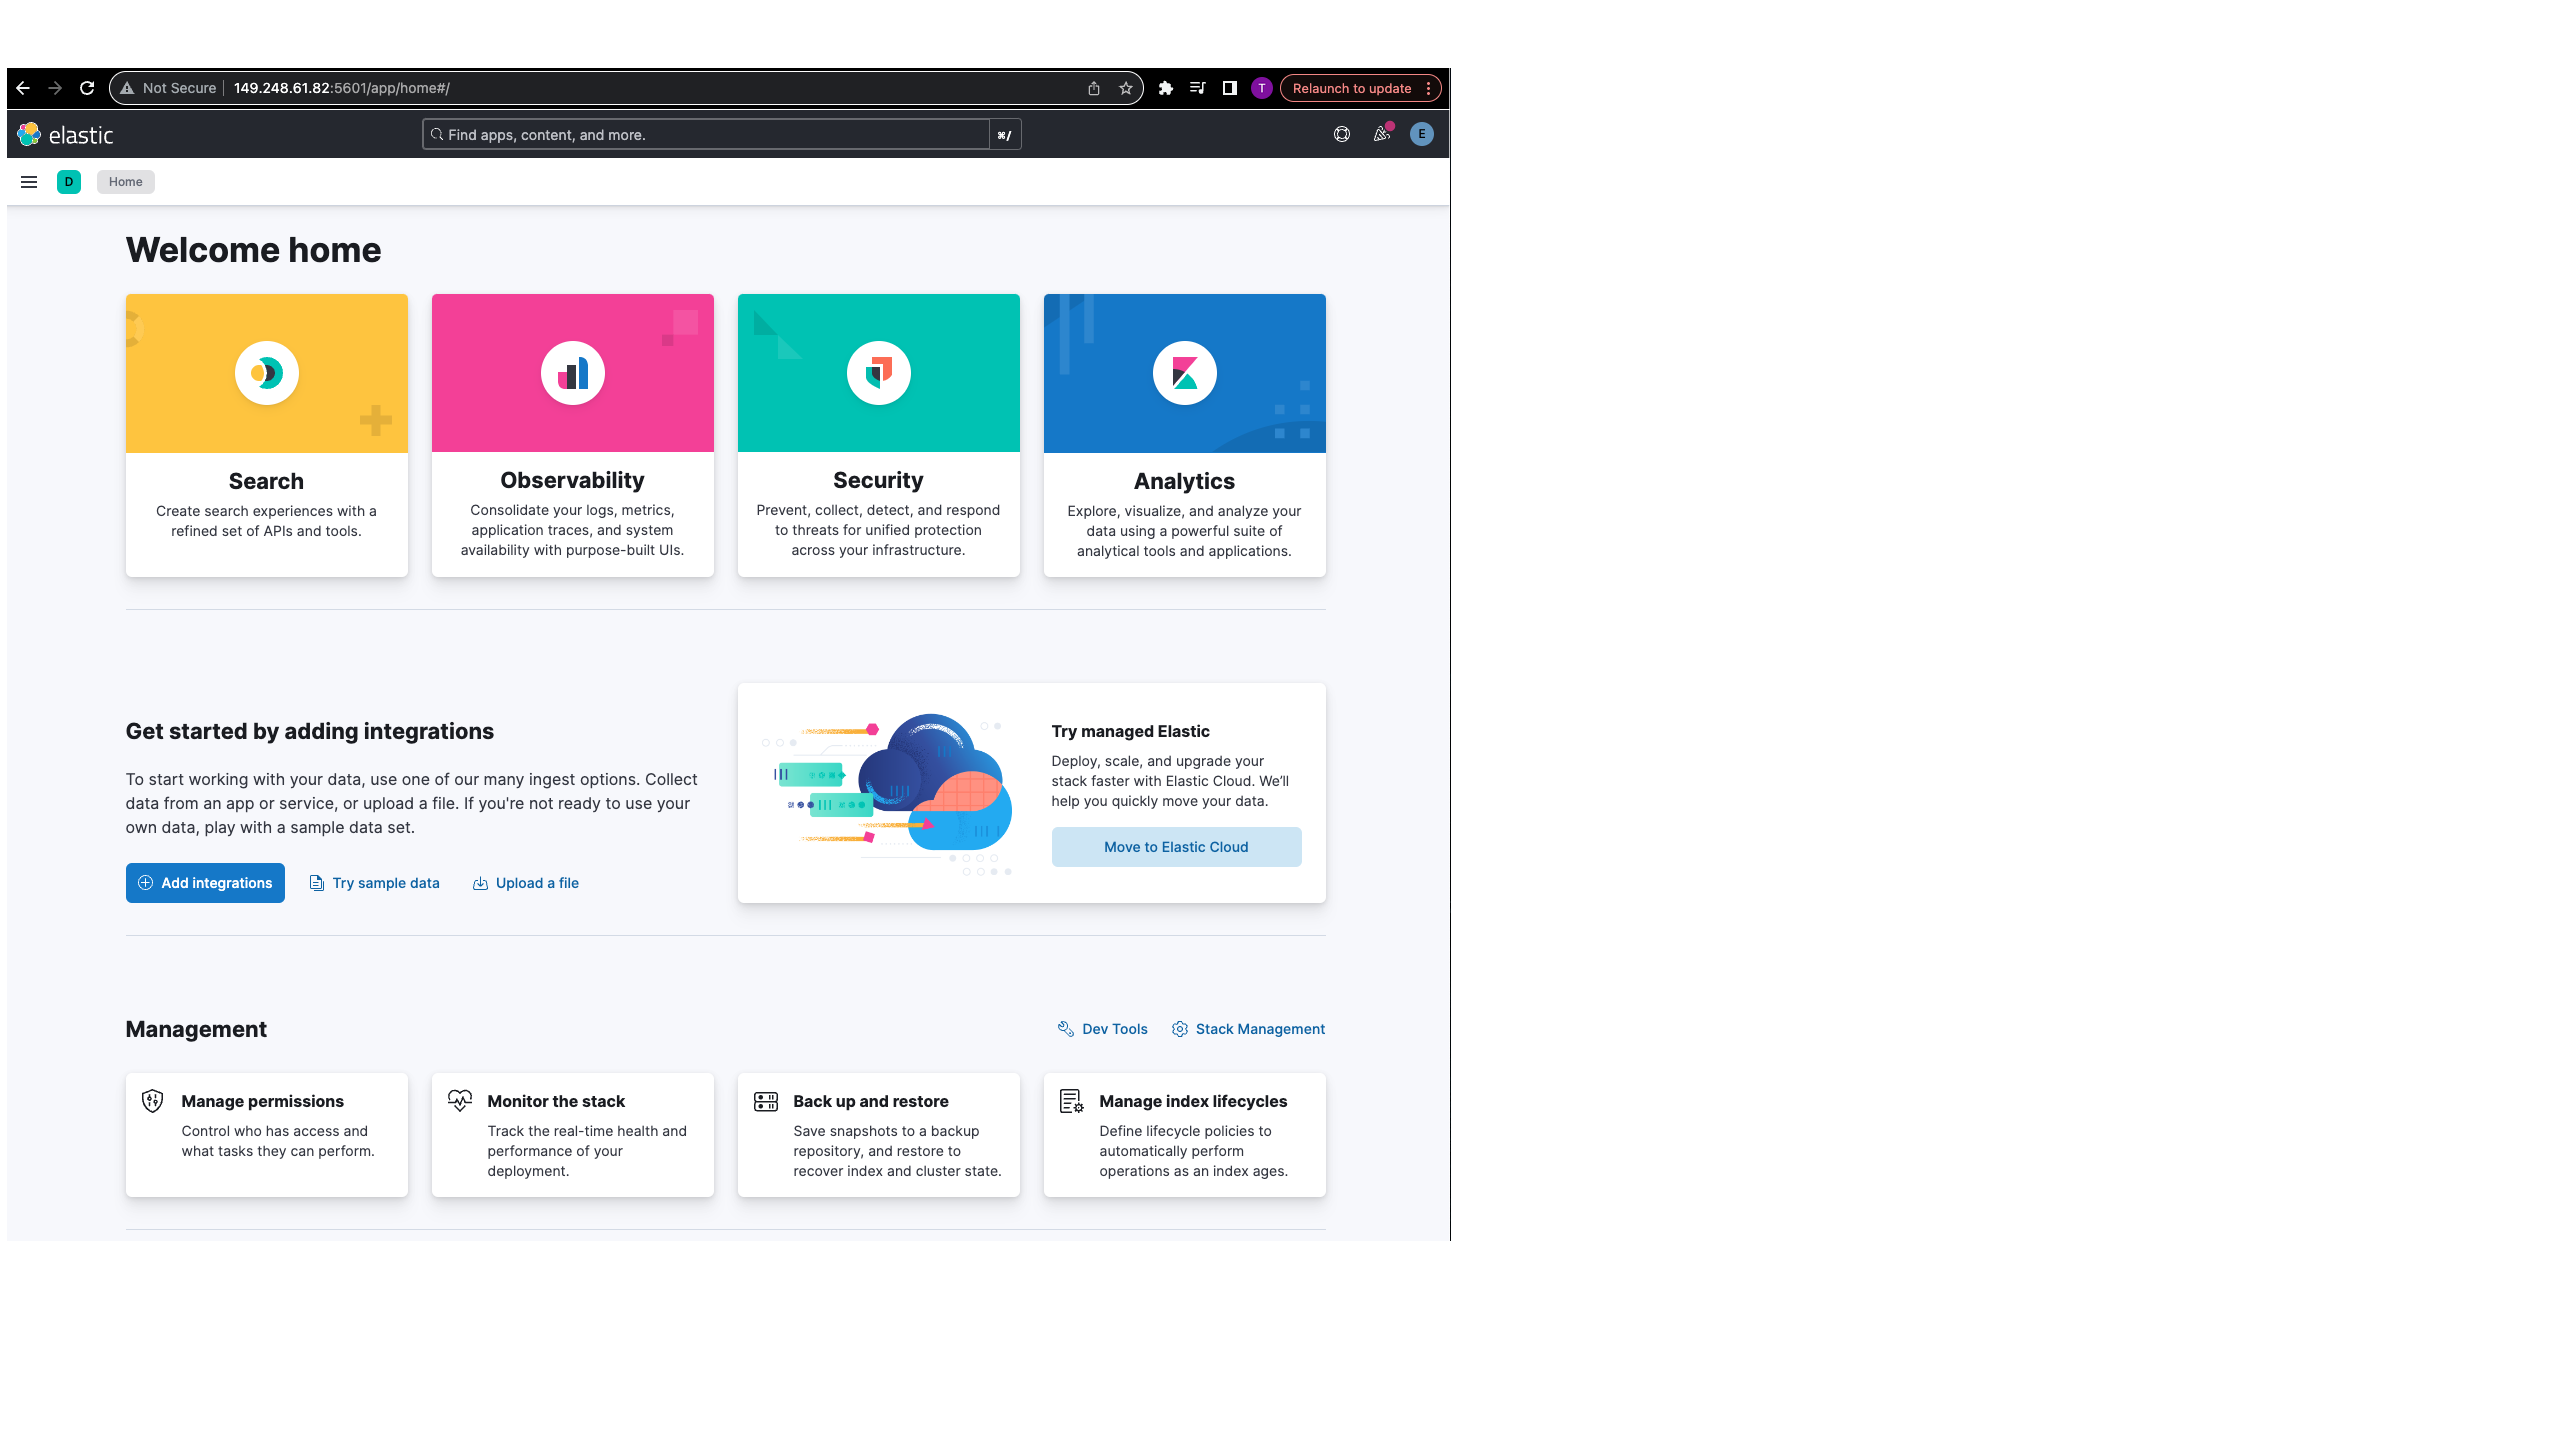 Not Secure 149.248.61.82:5601/app/home#/
T
Relaunch to update
elastic
Find apps, content, and more.
⌘/
E
D
Home
Welcome home
Search
Create search experiences with a
refined set of APIs and tools.
Observability
Consolidate your logs, metrics,
application traces, and system
availability with purpose-built UIs.
Security
Prevent, collect, detect, and respond
to threats for unified protection
across your infrastructure.
Analytics
Explore, visualize, and analyze your
data using a powerful suite of
analytical tools and applications.
Get started by adding integrations
To start working with your data, use one of our many ingest options. Collect
data from an app or service, or upload a file. If you're not ready to use your
own data, play with a sample data set.
Add integrations
Try sample data
Upload a file
Try managed Elastic
Deploy, scale, and upgrade your
stack faster with Elastic Cloud. We’ll
help you quickly move your data.
Move to Elastic Cloud
Management
Dev Tools
Stack Management
Manage permissions
Control who has access and
what tasks they can perform.
Monitor the stack
Track the real-time health and
performance of your
deployment.
Back up and restore
Save snapshots to a backup
repository, and restore to
recover index and cluster state.
Manage index lifecycles
Define lifecycle policies to
automatically perform
operations as an index ages.